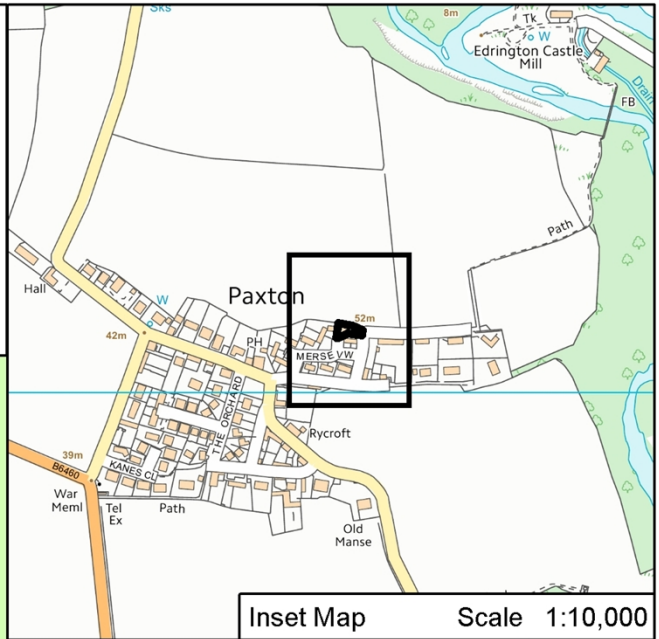 Sks
8m
Tk
W
Edrington Castle
Mill
Drain
FB
Path
Hall
W
Paxton
52m
42m
PH
MERSE VW
THE ORCHARD
Rycroft
39m
KANES CL
B6460
War
Meml
Tel
Ex
Path
Old
Manse
Inset Map Scale 1:10,000